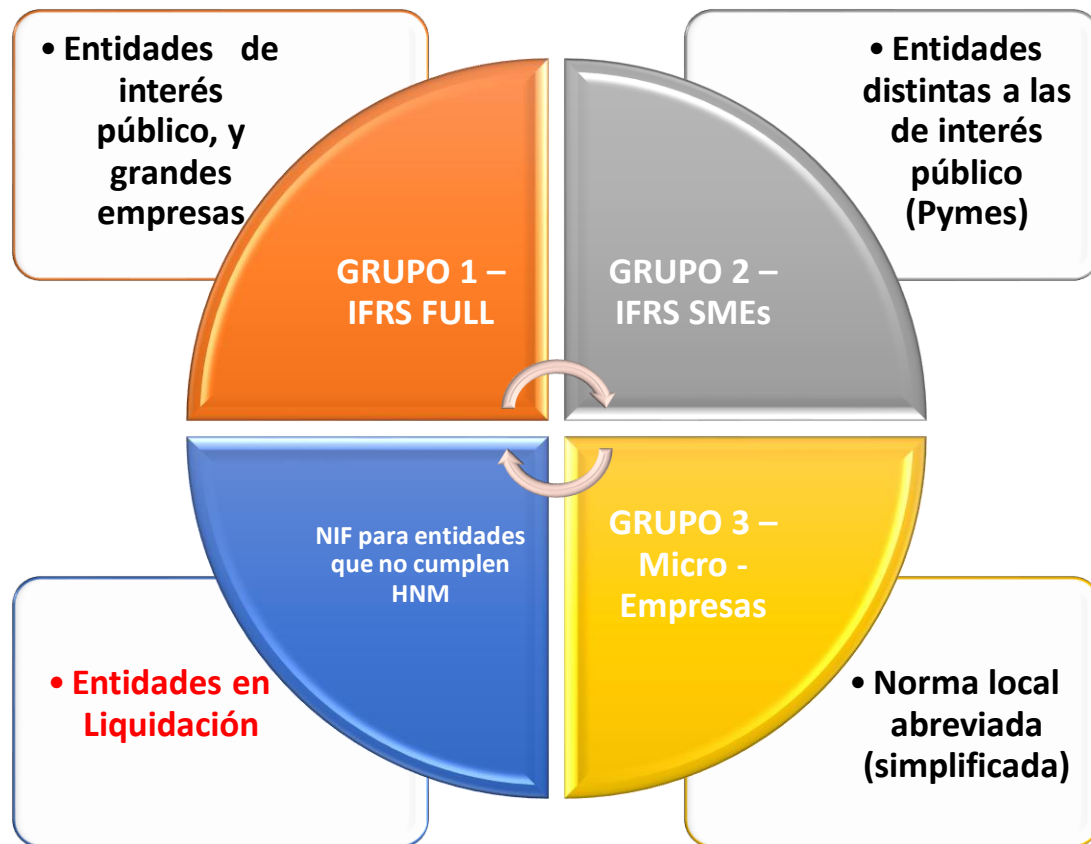 • Entidades de
interés
público, y
grandes
empresas
• Entidades
distintas a las
de interés
público
(Pymes)
GRUPO 1 –
IFRS FULL
GRUPO 2 –
IFRS SMEs
NIF para entidades
que no cumplen
HNM
GRUPO 3 –
Micro -
Empresas
• Entidades en
Liquidación
• Norma local
abreviada
(simplificada)